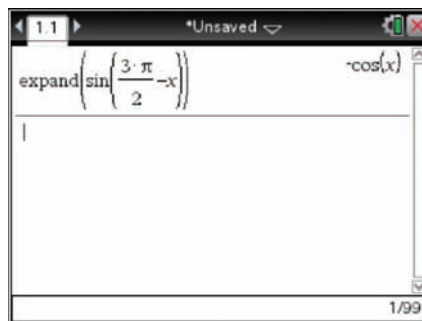 1.1 *Unsaved
expand(sin(3·π/2-x)) -cos(x)
1/99